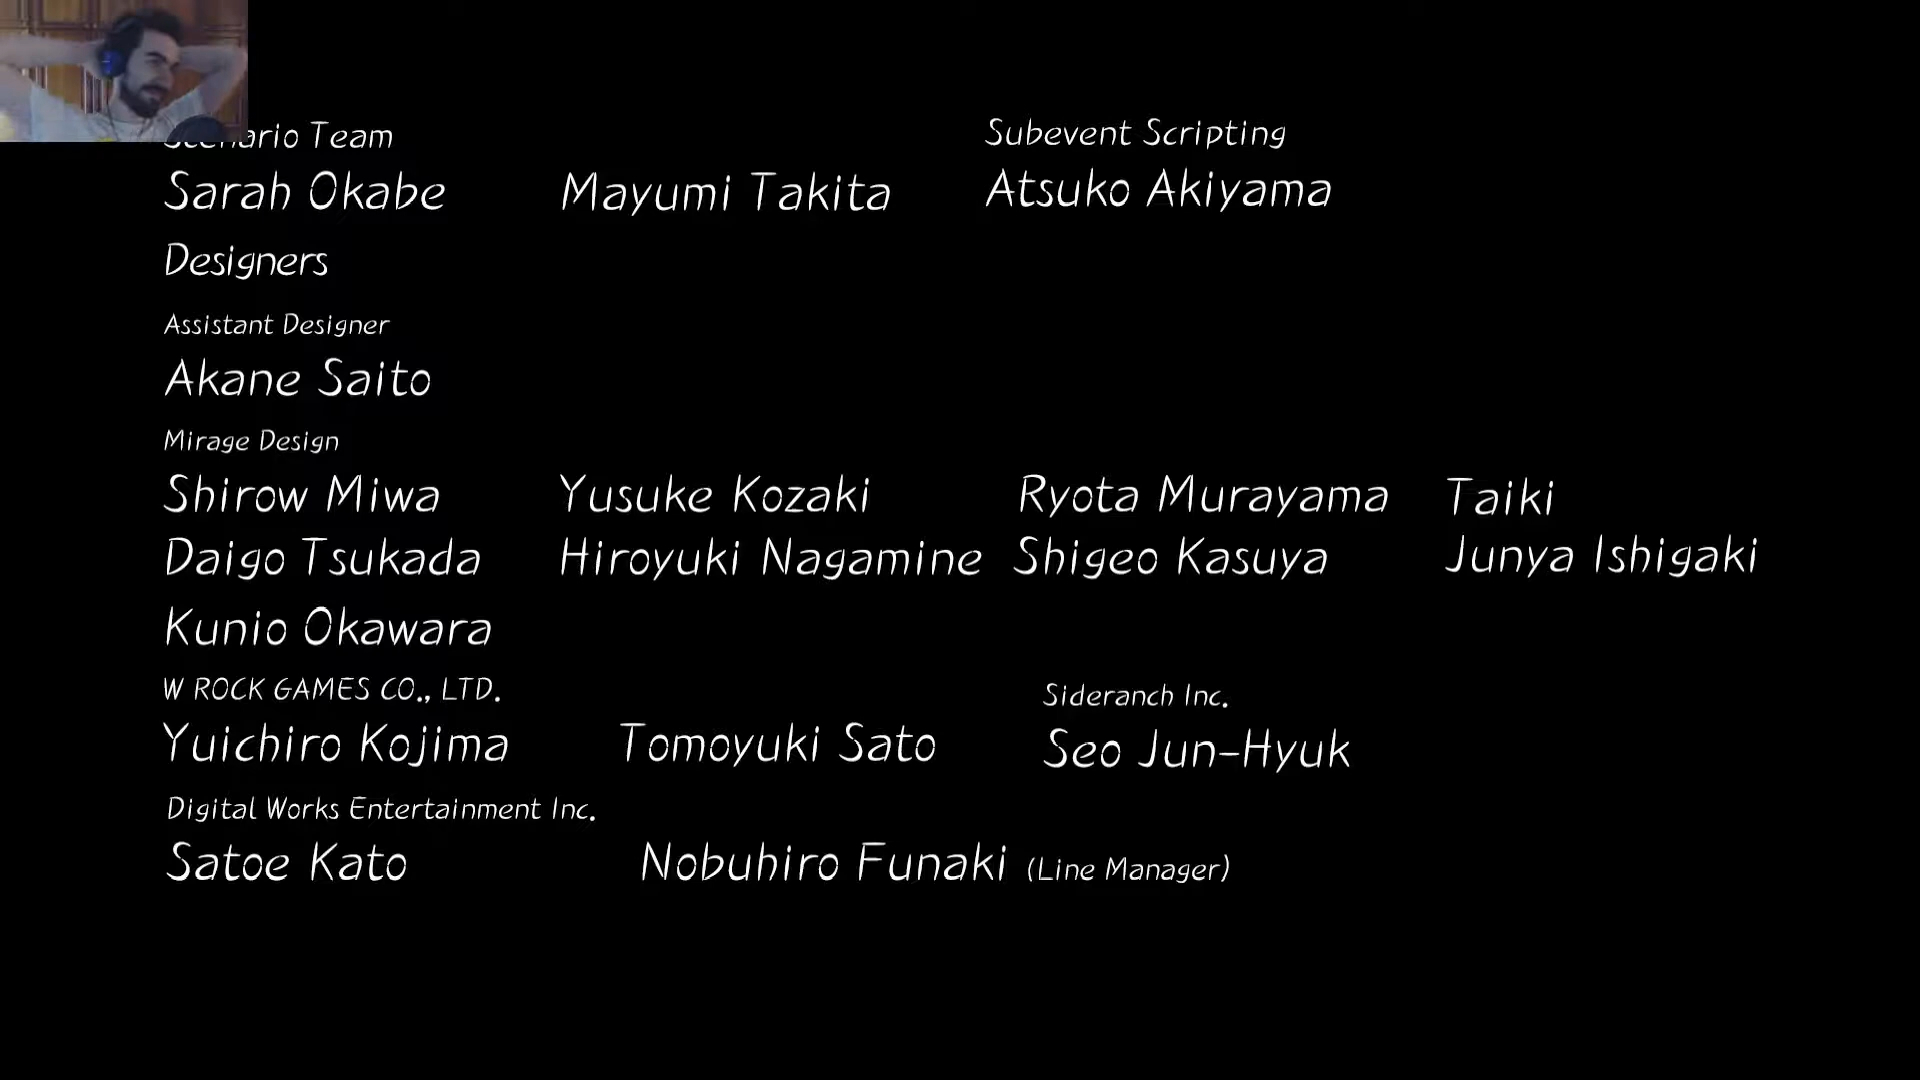 Scenario Team Subevent Scripting
Sarah Okabe Mayumi Takita Atsuko Akiyama
Designers
Assistant Designer
Akane Saito
Mirage Design
Shirow Miwa Yusuke Kozaki Ryota Murayama Taiki
Daigo Tsukada Hiroyuki Nagamine Shigeo Kasuya Junya Ishigaki
Kunio Okawara
W ROCK GAMES CO., LTD. Sideranch Inc.
Yuichiro Kojima Tomoyuki Sato Seo Jun-Hyuk
Digital Works Entertainment Inc.
Satoe Kato Nobuhiro Funaki (Line Manager)